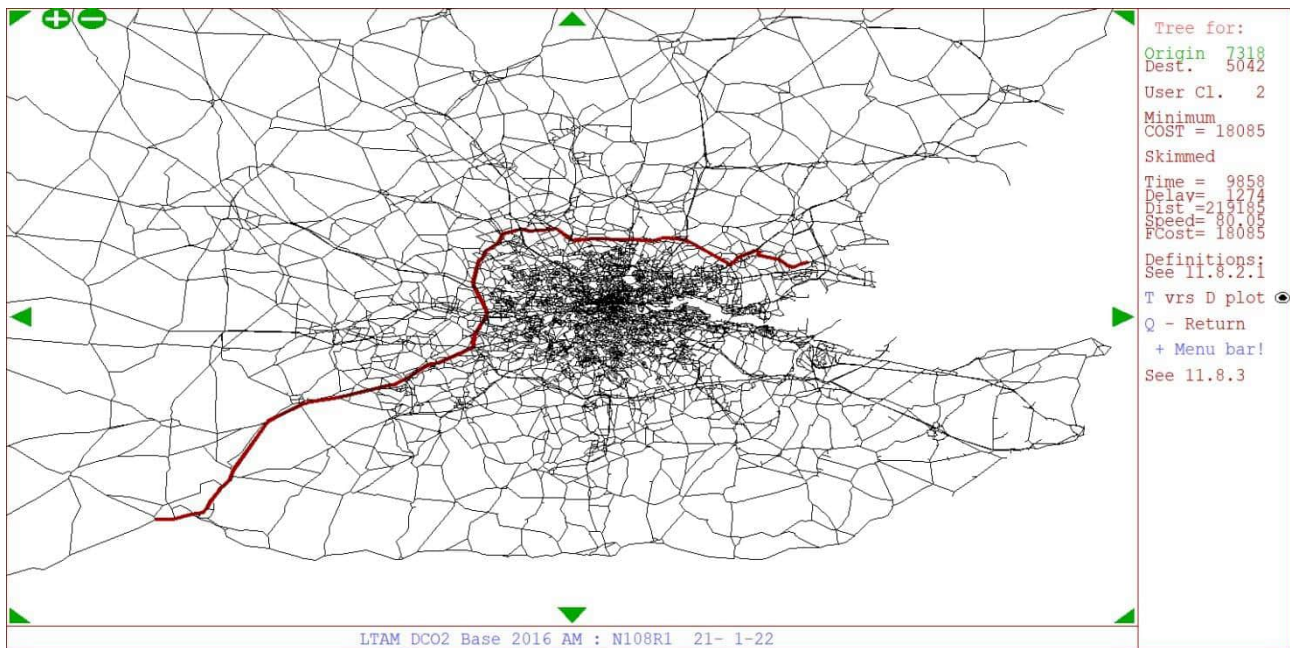 Tree for:
Origin 7318
Dest. 5042
User Cl. 2
Minimum
COST = 18085
Skimmed
Time = 9858
Delay= 1274
Dist =219185
Speed= 80.05
FCost= 18085
Definitions:
See 11.8.2.1
T vrs D plot
Q - Return
+ Menu bar!
See 11.8.3
LTAM DCO2 Base 2016 AM : N108R1 21- 1-22